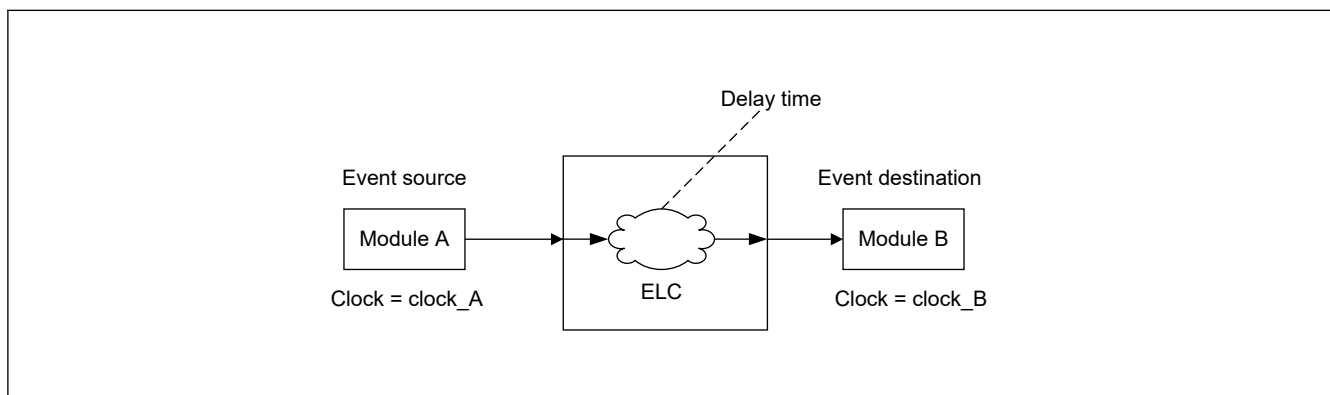 Delay time
Event source
Event destination
Module A
Module B
ELC
Clock = clock_A
Clock = clock_B